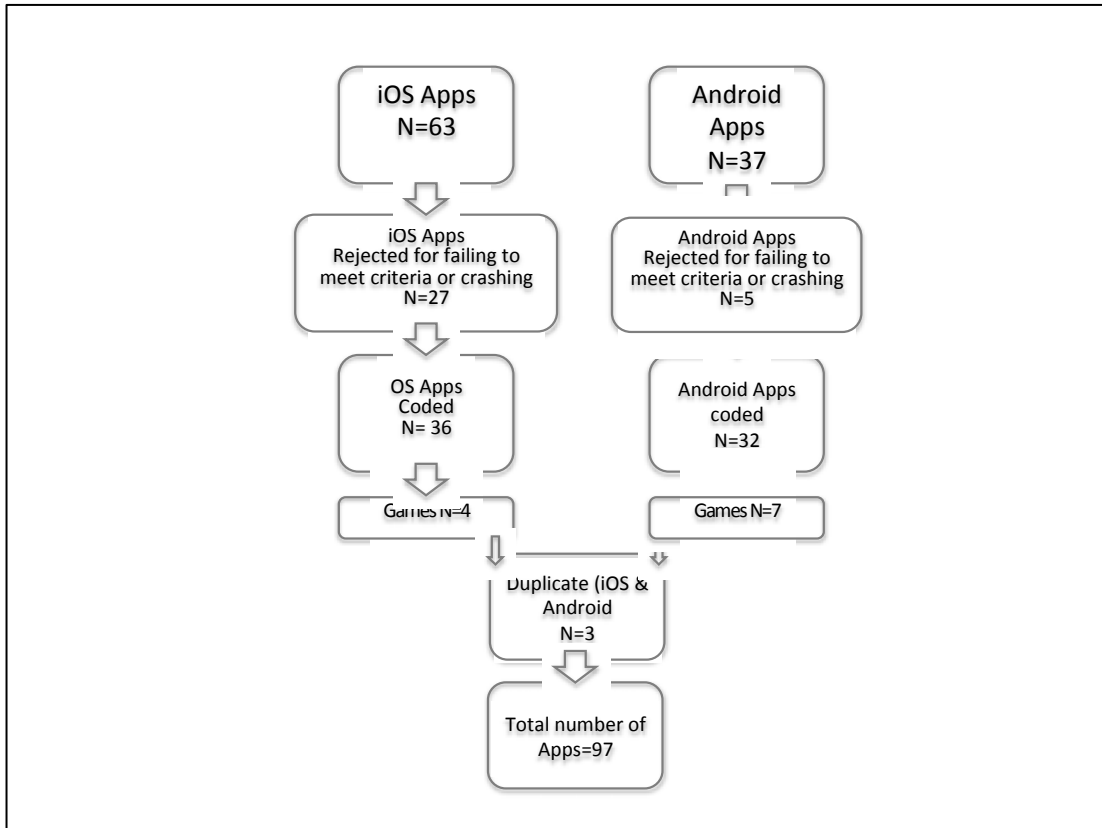 iOS Apps
N=63
Android
Apps
N=37
iOS Apps
Rejected for failing to
meet criteria or crashing
N=27
Android Apps
Rejected for failing to
meet criteria or crashing
N=5
OS Apps
Coded
N= 36
Android Apps
coded
N=32
Games N=4
Games N=7
Duplicate (iOS &
Android
N=3
Total number of
Apps=97